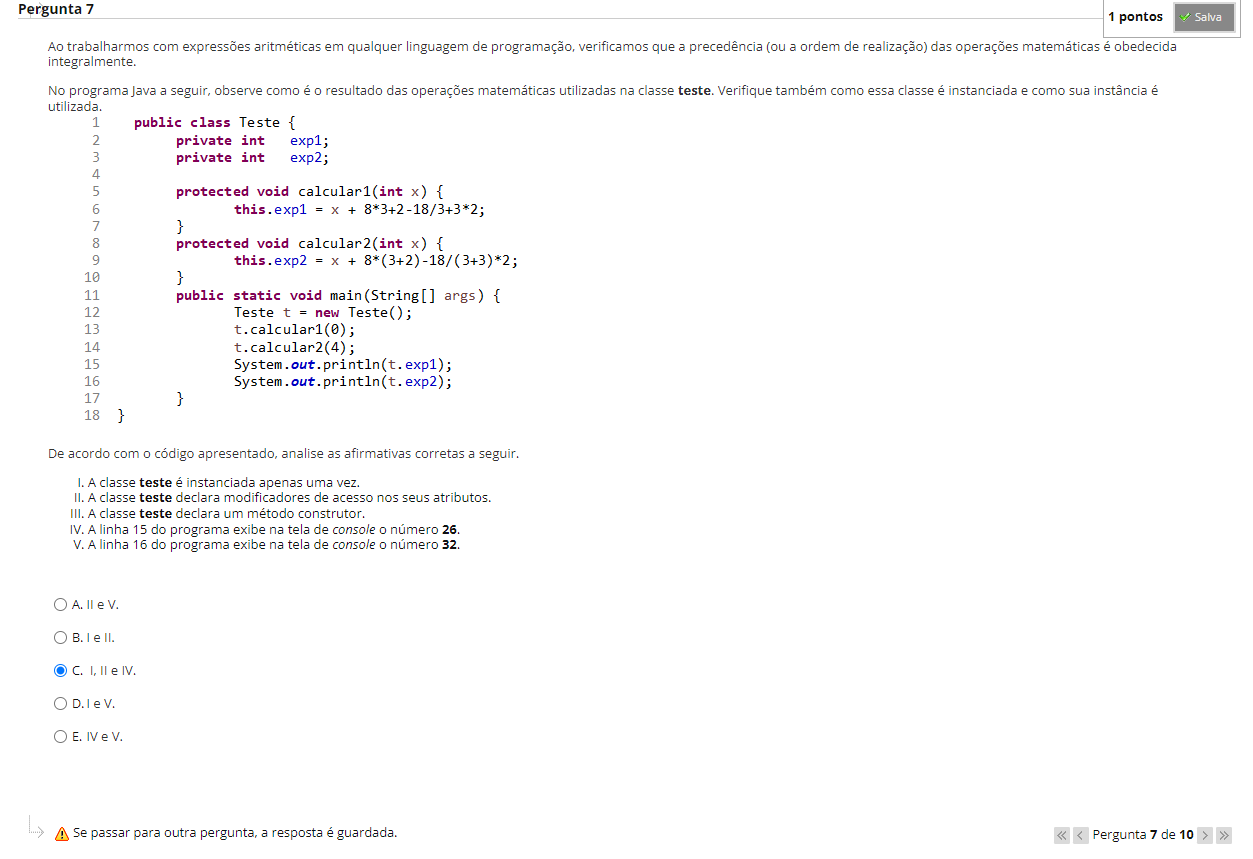 Pergunta 7
1 pontos
Salva
Ao trabalharmos com expressões aritméticas em qualquer linguagem de programação, verificamos que a precedência (ou a ordem de realização) das operações matemáticas é obedecida
integralmente.
No programa Java a seguir, observe como é o resultado das operações matemáticas utilizadas na classe teste. Verifique também como essa classe é instanciada e como sua instância é
utilizada.
1 public class Teste {
2 private int exp1;
3 private int exp2;
4
5 protected void calcular1(int x) {
6 this.exp1 = x + 8*3+2-18/3+3*2;
7 }
8 protected void calcular2(int x) {
9 this.exp2 = x + 8*(3+2)-18/(3+3)*2;
10 }
11 public static void main(String[] args) {
12 Teste t = new Teste();
13 t.calcular1(0);
14 t.calcular2(4);
15 System.out.println(t.exp1);
16 System.out.println(t.exp2);
17 }
18 }
De acordo com o código apresentado, analise as afirmativas corretas a seguir.
I. A classe teste é instanciada apenas uma vez.
II. A classe teste declara modificadores de acesso nos seus atributos.
III. A classe teste declara um método construtor.
IV. A linha 15 do programa exibe na tela de console o número 26.
V. A linha 16 do programa exibe na tela de console o número 32.
A. II e V.
B. I e II.
C. I, II e IV.
D. I e V.
E. IV e V.
Se passar para outra pergunta, a resposta é guardada.
Pergunta 7 de 10